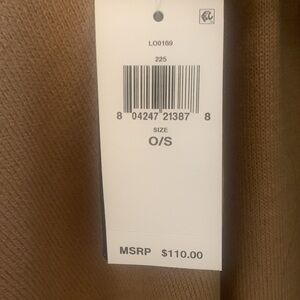 LO0169
225
8 04247 21387 8
SIZE
O/S
MSRP $110.00